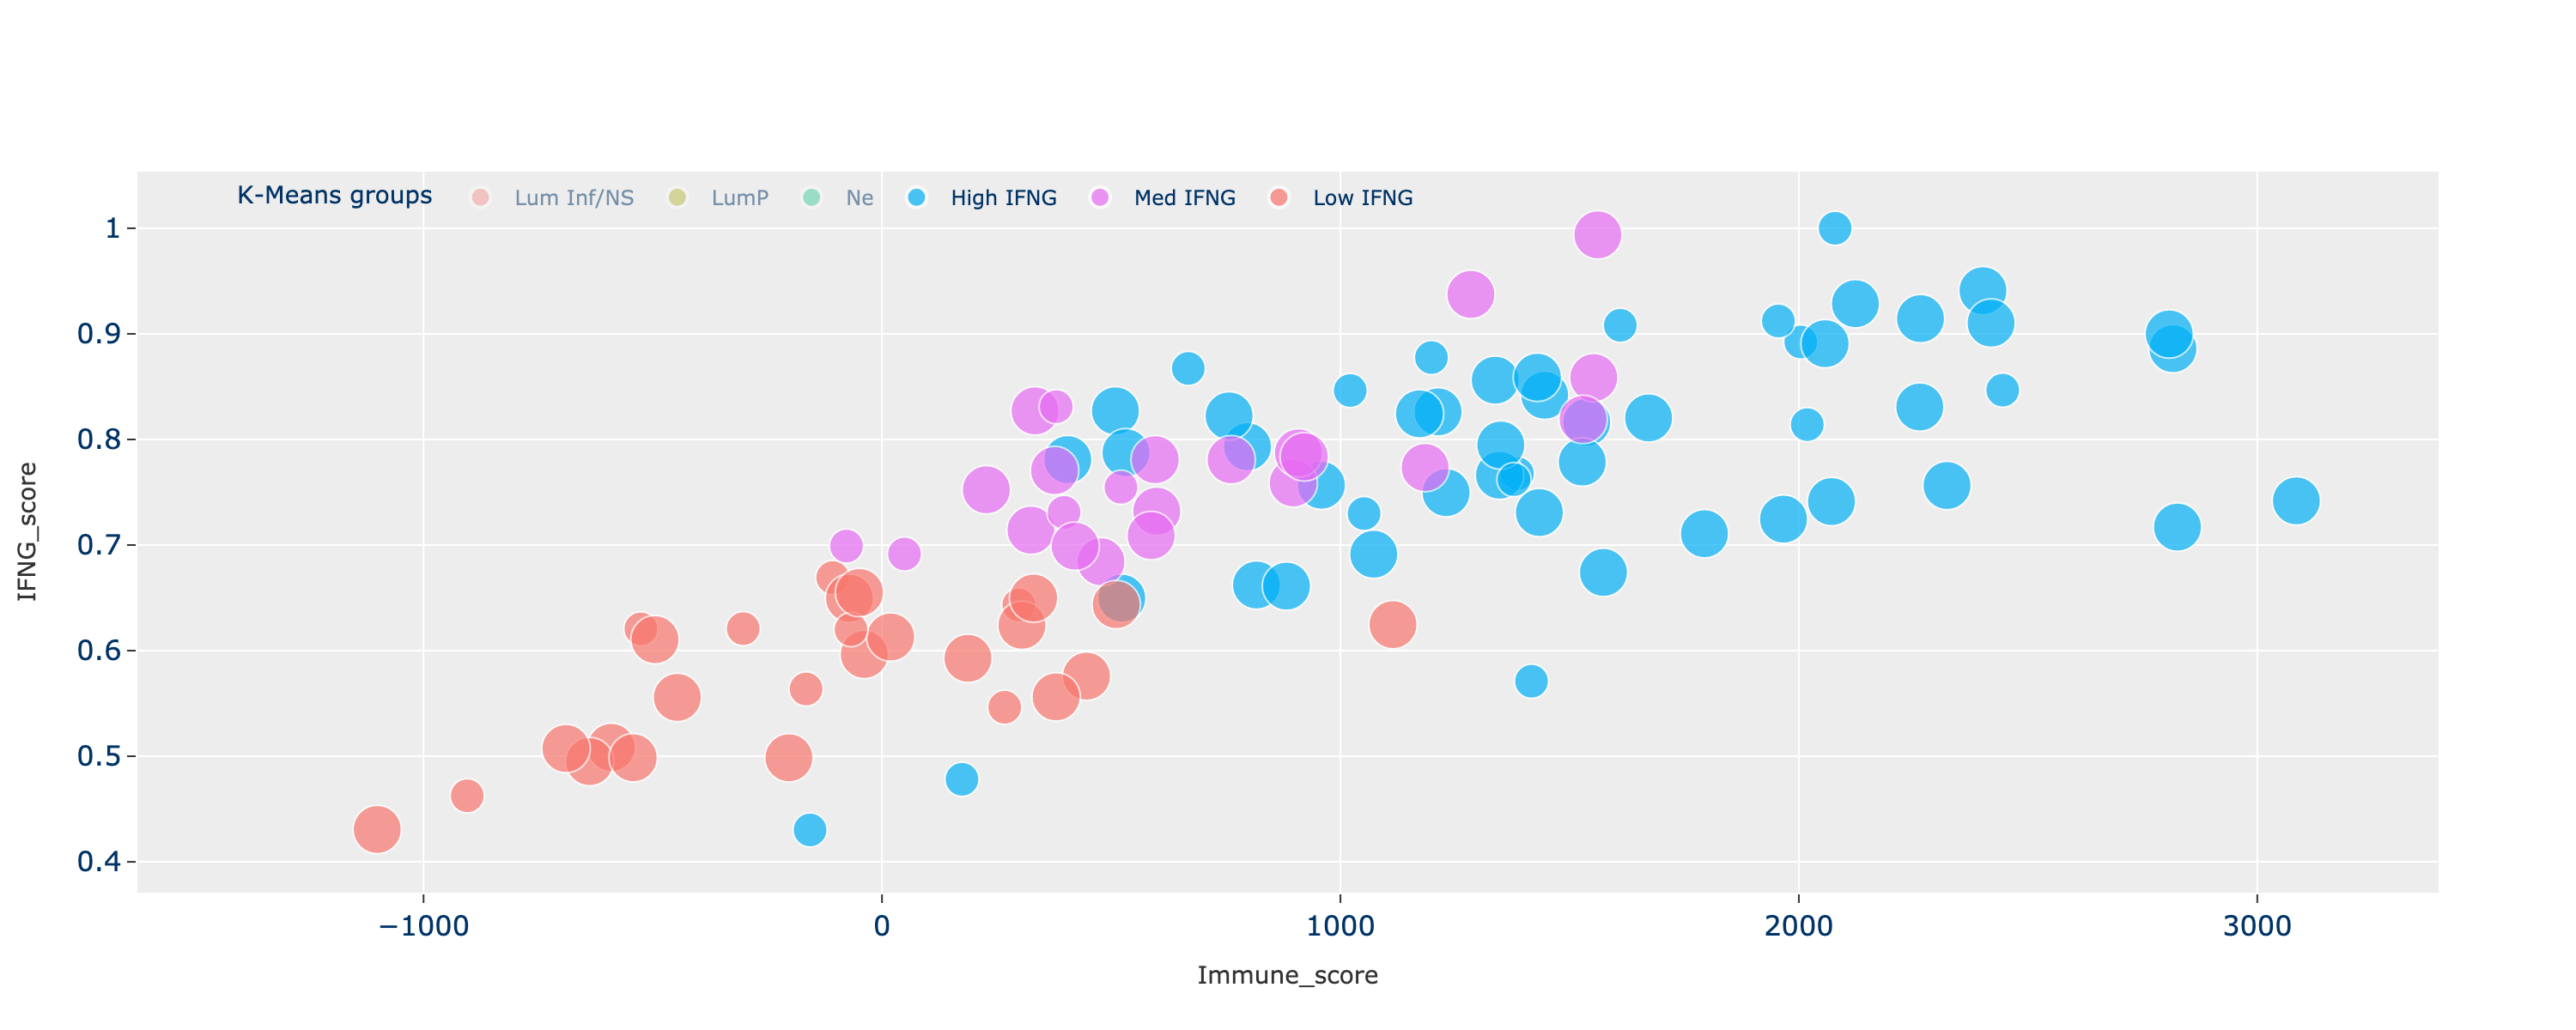 K-Means groups Lum Inf/NS LumP Ne High IFNG Med IFNG Low IFNG
1
0.9
0.8
0.7
0.6
0.5
0.4
IFNG_score
−1000 0 1000 2000 3000
Immune_score